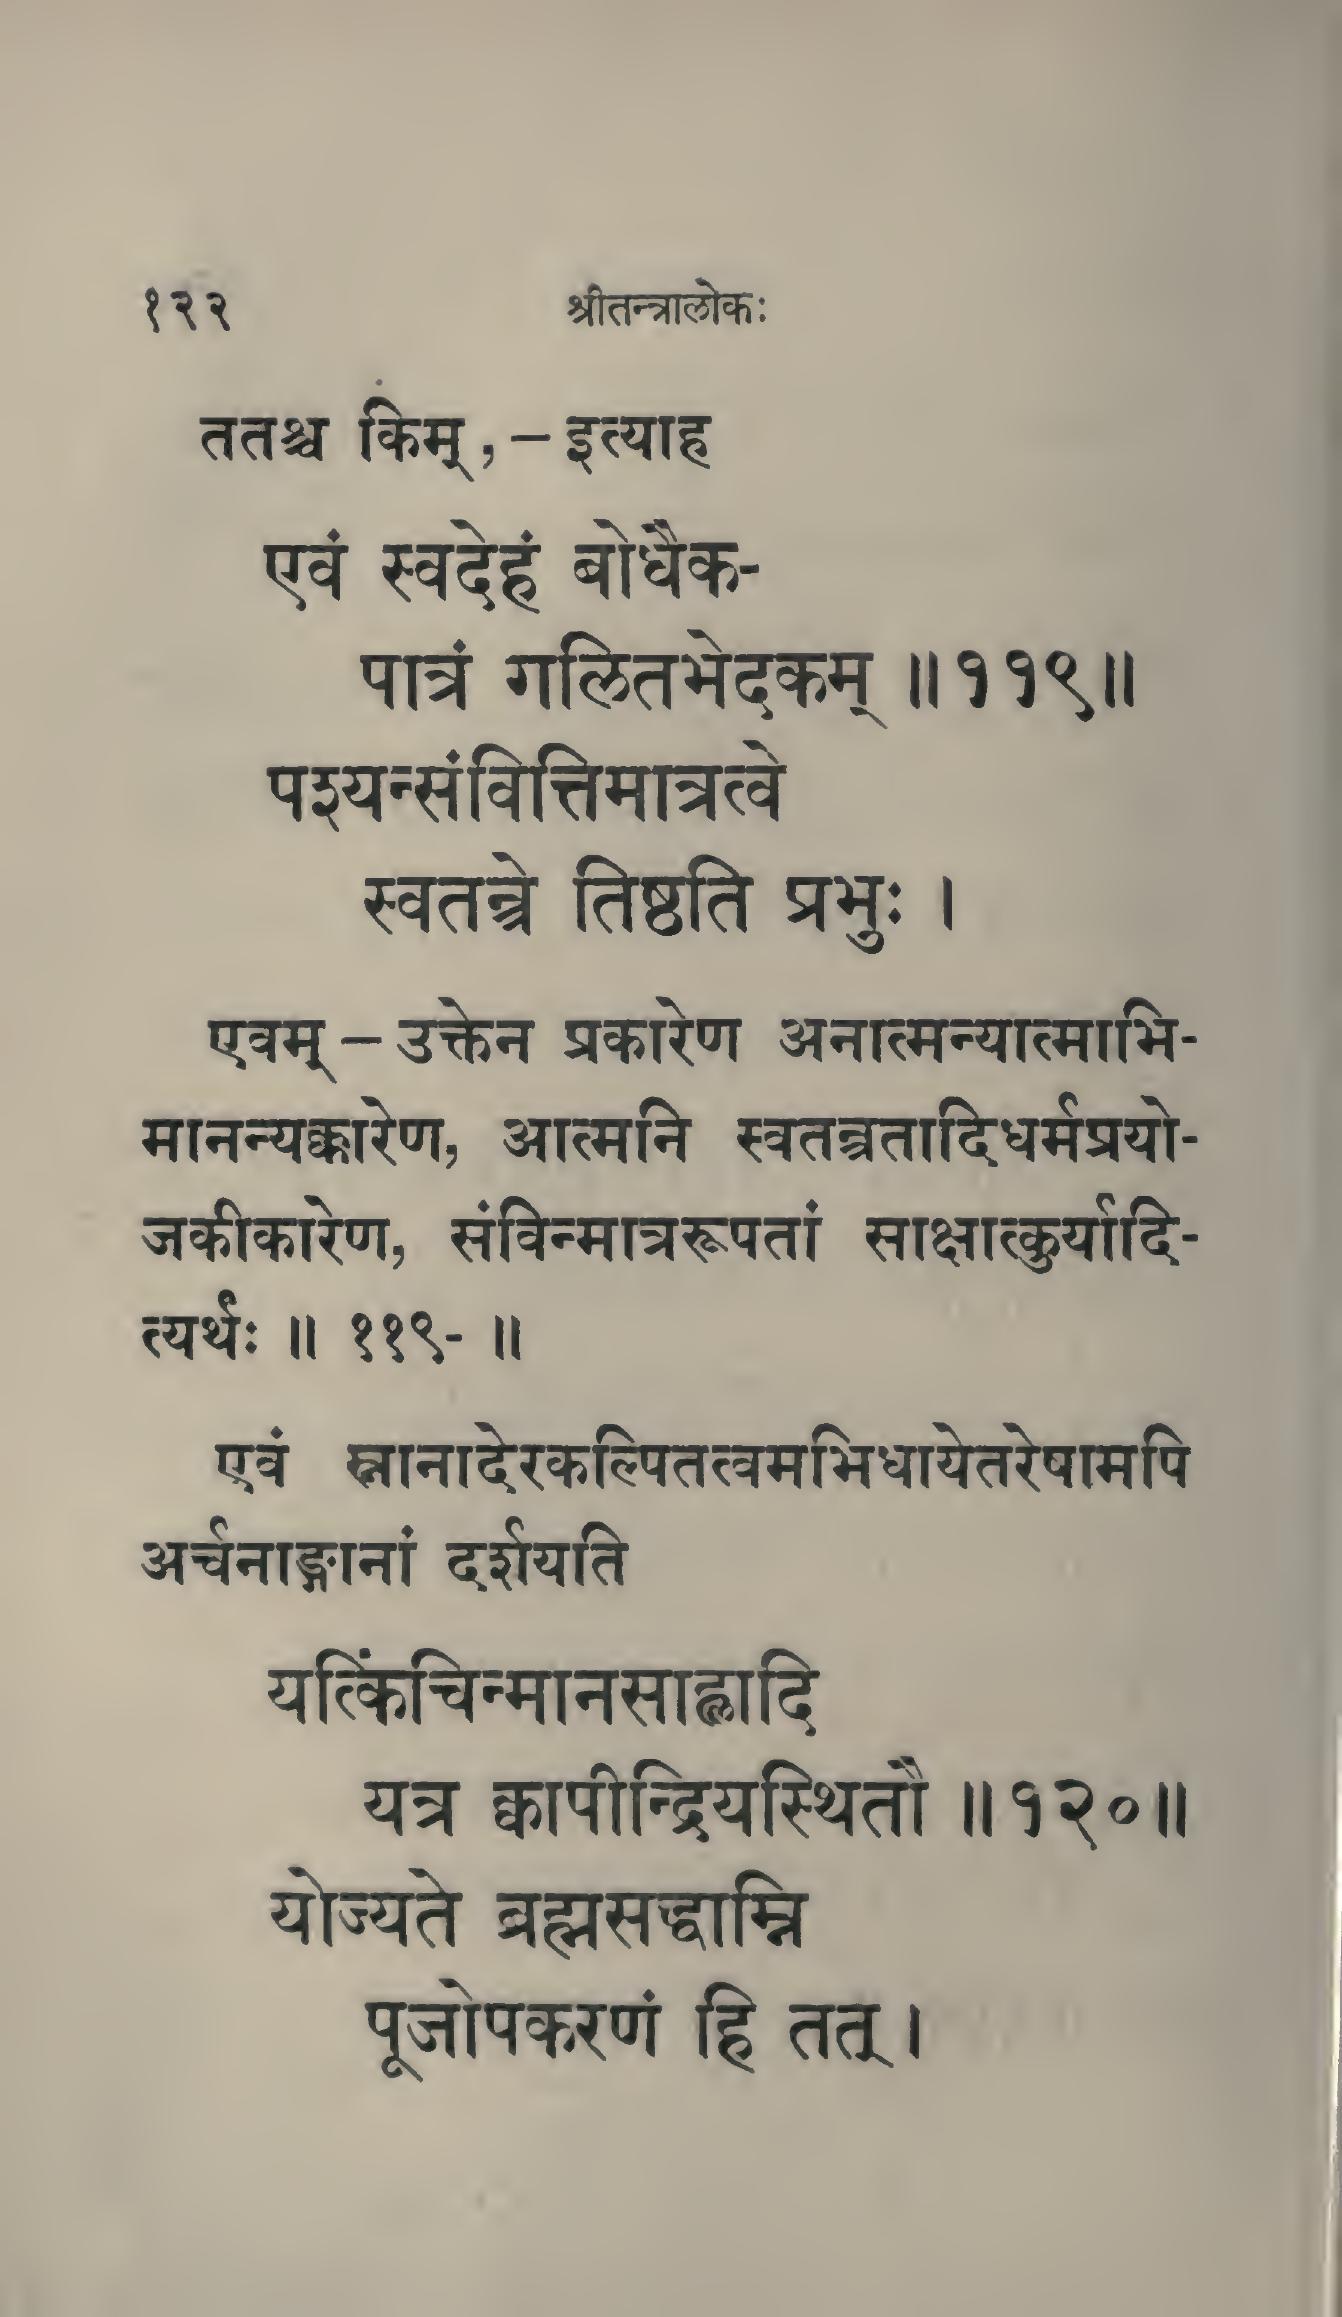 १२२ श्रीतन्त्रालोकः
ततश्च किम्,–इत्याह
एवं स्वदेहं बोधैक-
पात्रं गलितभेदकम् ॥११९॥
पश्यन्संवित्तिमात्रत्वे
स्वतन्त्रे तिष्ठति प्रभुः ।
एवम्–उक्तेन प्रकारेण अनात्मन्यात्माभि-
मानन्यक्कारेण, आत्मनि स्वतन्त्रतादिधर्मप्रयो-
जकीकारेण, संविन्मात्ररूपतां साक्षात्कुर्यादि-
त्यर्थः ॥ ११९- ॥
एवं स्नानादेरकल्पितत्वमभिधायेतरेषामपि
अर्चनाङ्गानां दर्शयति
यत्किंचिन्मानसाह्लादि
यत्र क्वापीन्द्रियस्थितौ ॥१२०॥
योज्यते ब्रह्मसद्धाम्नि
पूजोपकरणं हि तत् ।